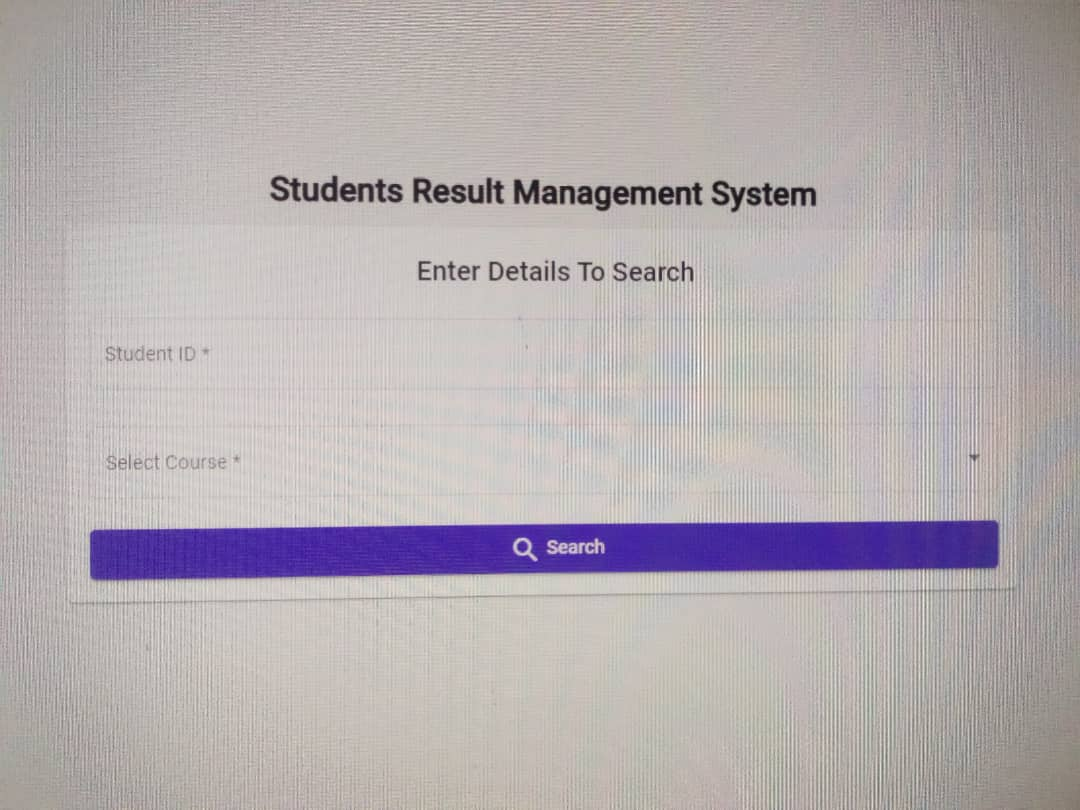 Students Result Management System
Enter Details To Search
Student ID *
Select Course *
Search